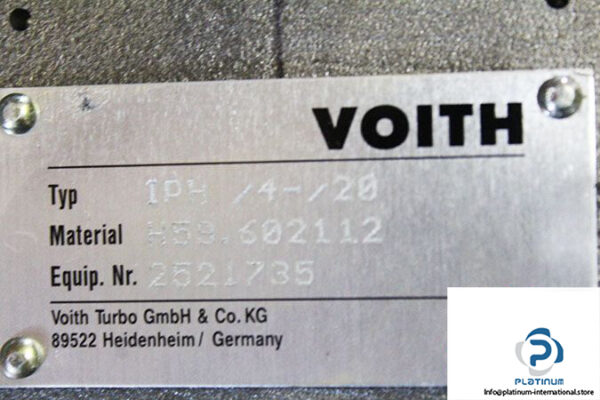 VOITH
Typ IPH /4-/20
Material H59.602112
Equip. Nr. 2521735
Voith Turbo GmbH & Co. KG
89522 Heidenheim / Germany
PLATINUM
Info@platinum-international.store